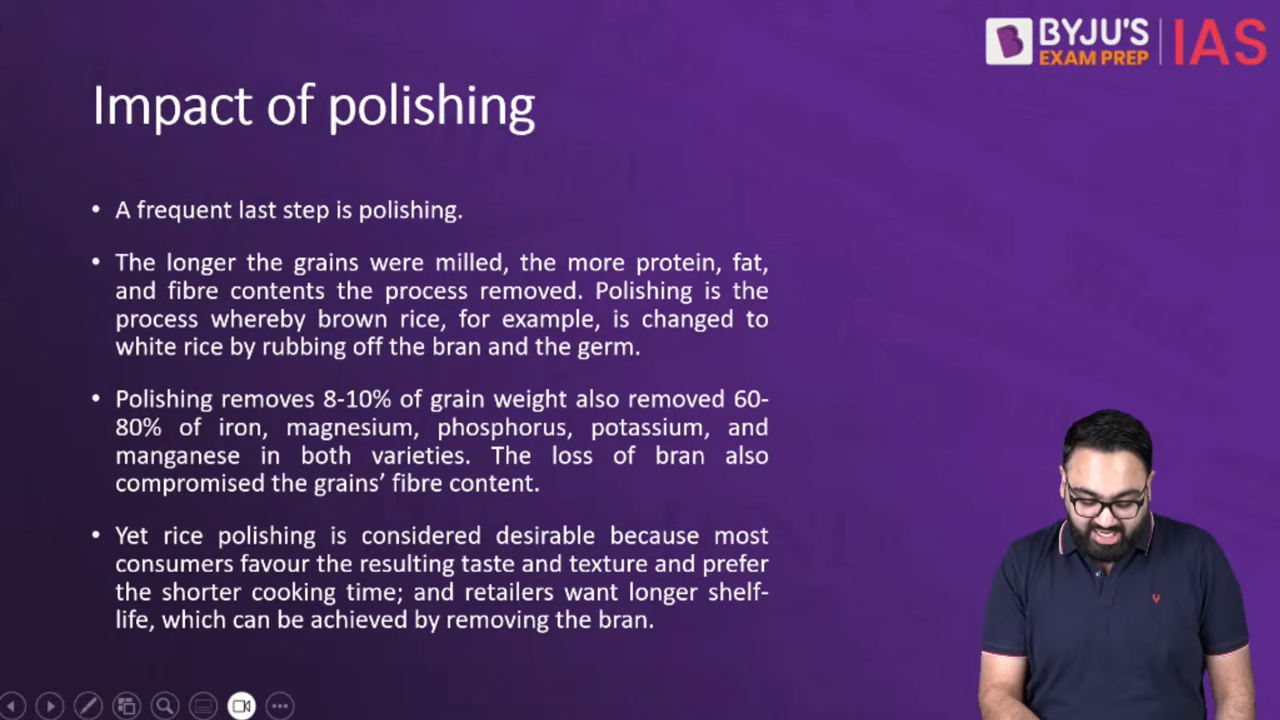 BYJU'S
EXAM PREP
IAS
Impact of polishing
• A frequent last step is polishing.
• The longer the grains were milled, the more protein, fat,
and fibre contents the process removed. Polishing is the
process whereby brown rice, for example, is changed to
white rice by rubbing off the bran and the germ.
• Polishing removes 8-10% of grain weight also removed 60-
80% of iron, magnesium, phosphorus, potassium, and
manganese in both varieties. The loss of bran also
compromised the grains’ fibre content.
• Yet rice polishing is considered desirable because most
consumers favour the resulting taste and texture and prefer
the shorter cooking time; and retailers want longer shelf-
life, which can be achieved by removing the bran.